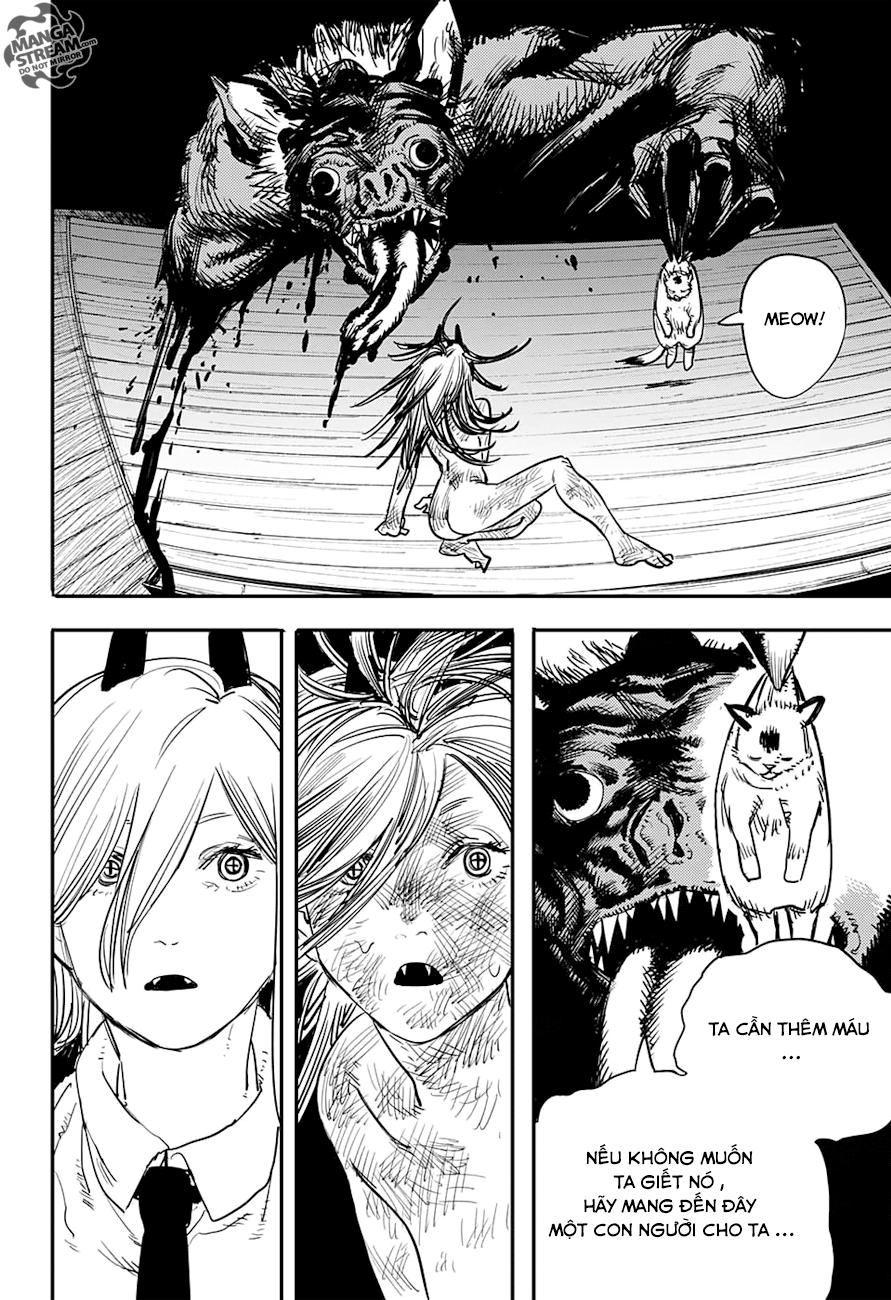 MANGA
STREAM.com
DO NOT MIRROR
MEOW!
TA CẦN THÊM MÁU
...
NẾU KHÔNG MUỐN
TA GIẾT NÓ ,
HÃY MANG ĐẾN ĐÂY
MỘT CON NGƯỜI CHO TA ...